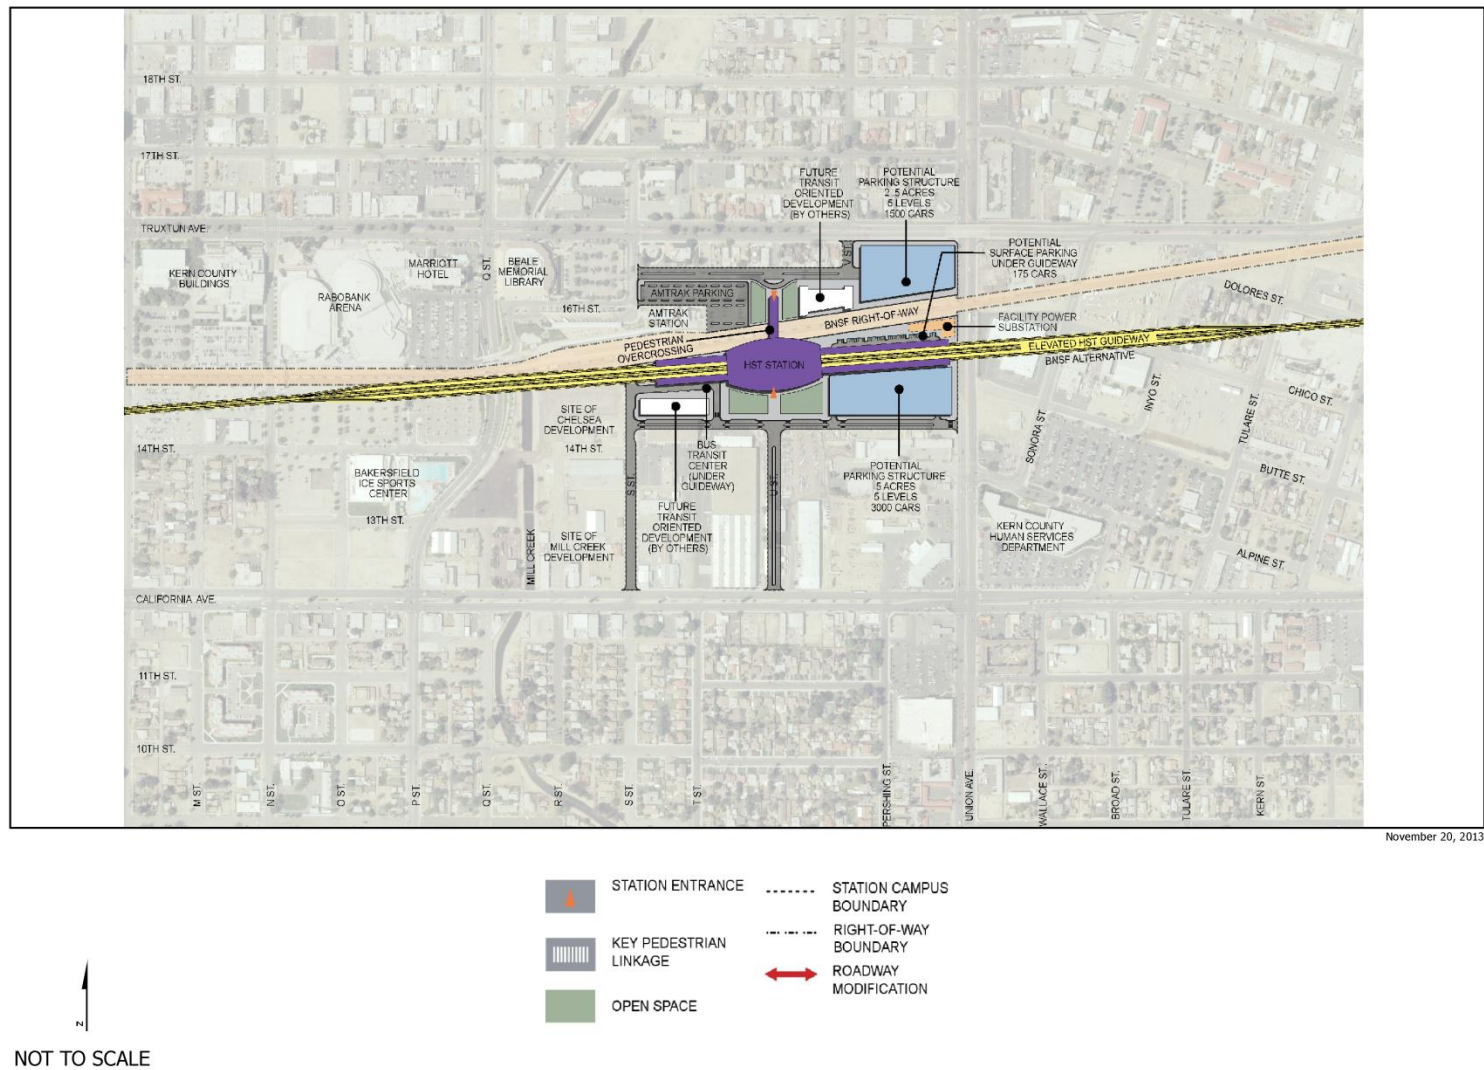 18TH ST.
17TH ST.
TRUXTUN AVE.
KERN COUNTY
BUILDINGS
RABOBANK
ARENA
MARRIOTT
HOTEL
Q ST.
BEALE
MEMORIAL
LIBRARY
16TH ST.
AMTRAK PARKING
AMTRAK
STATION
FUTURE
TRANSIT
ORIENTED
DEVELOPMENT
(BY OTHERS)
POTENTIAL
PARKING STRUCTURE
2.5 ACRES
5 LEVELS
1500 CARS
V ST.
POTENTIAL
SURFACE PARKING
UNDER GUIDEWAY
175 CARS
DOLORES ST.
FACILITY POWER
SUBSTATION
BNSF RIGHT-OF-WAY
PEDESTRIAN
OVERCROSSING
HST STATION
ELEVATED HST GUIDEWAY
BNSF ALTERNATIVE
SITE OF
CHELSEA
DEVELOPMENT
14TH ST.
14TH ST.
BUS
TRANSIT
CENTER
(UNDER
GUIDEWAY)
S ST.
U ST.
FUTURE
TRANSIT
ORIENTED
DEVELOPMENT
(BY OTHERS)
POTENTIAL
PARKING STRUCTURE
5 ACRES
5 LEVELS
3000 CARS
SONORA ST.
INYO ST.
TULARE ST.
CHICO ST.
BUTTE ST.
ALPINE ST.
BAKERSFIELD
ICE SPORTS
CENTER
13TH ST.
MILL CREEK
SITE OF
MILL CREEK
DEVELOPMENT
KERN COUNTY
HUMAN SERVICES
DEPARTMENT
CALIFORNIA AVE.
11TH ST.
10TH ST.
M ST.
N ST.
O ST.
P ST.
Q ST.
R ST.
S ST.
T ST.
PERSHING ST.
UNION AVE.
WALLACE ST.
BROAD ST.
TULARE ST.
KERN ST.
November 20, 2013
STATION ENTRANCE
KEY PEDESTRIAN
LINKAGE
OPEN SPACE
STATION CAMPUS
BOUNDARY
RIGHT-OF-WAY
BOUNDARY
ROADWAY
MODIFICATION
Z
NOT TO SCALE